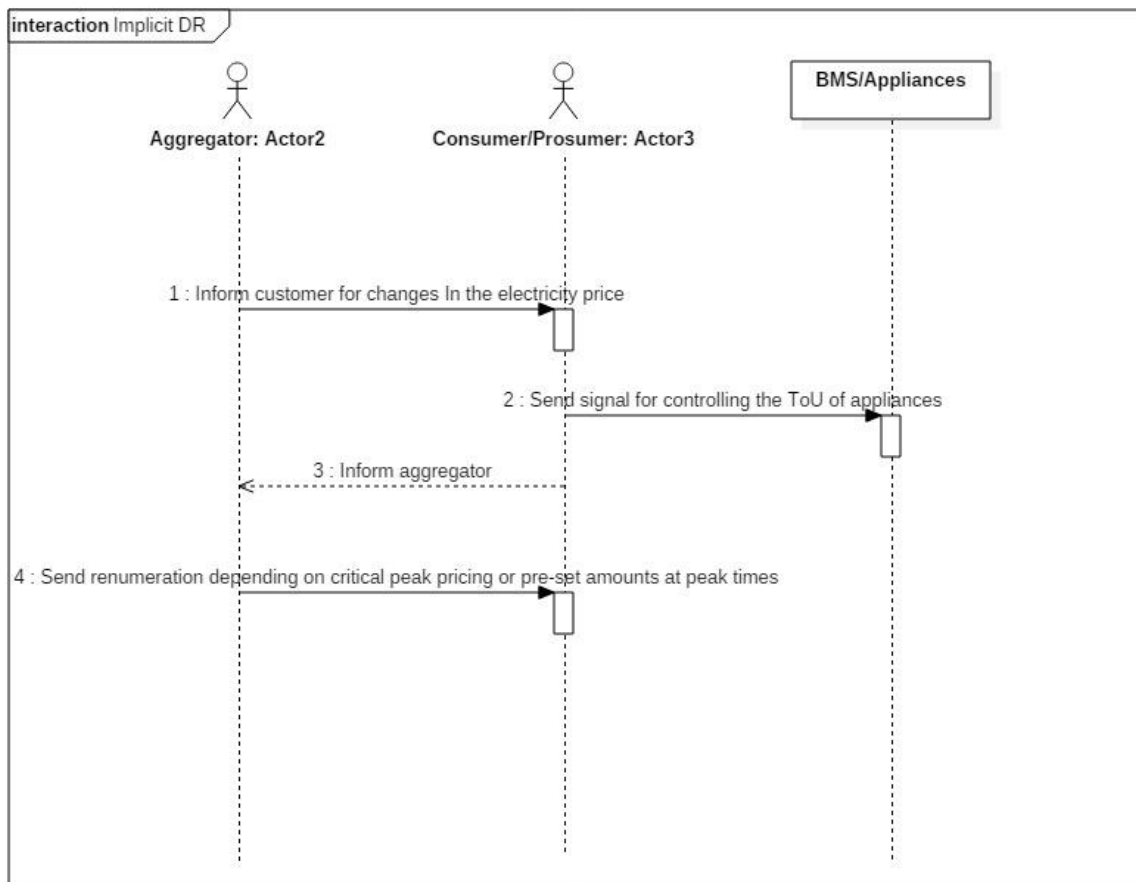 interaction Implicit DR
Aggregator: Actor2
Consumer/Prosumer: Actor3
BMS/Appliances
1 : Inform customer for changes In the electricity price
2 : Send signal for controlling the ToU of appliances
3 : Inform aggregator
4 : Send renumeration depending on critical peak pricing or pre-set amounts at peak times